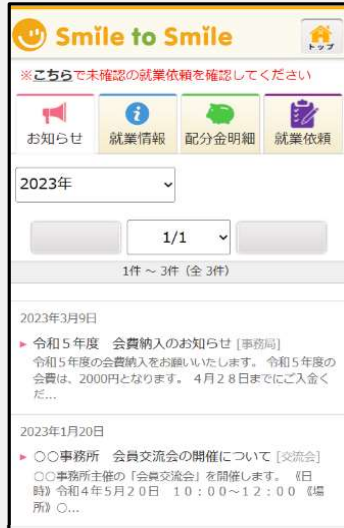 Smile to Smile
トップ
※こちらで未確認の就業依頼を確認してください
お知らせ 就業情報 配分金明細 就業依頼
2023年
1/1
1件 ～ 3件 (全 3件)
2023年3月9日
令和５年度　会費納入のお知らせ [事務局]
令和５年度の会費納入をお願いいたします。 令和５年度の
会費は、2000円となります。 ４月２８日までにご入金く
だ...
2023年1月20日
○○事務所　会員交流会の開催について [交流会]
○○事務所主催の「会員交流会」を開催します。 《日
時》令和４年５月２０日　１０：００～１２：００ 《場
所》○...